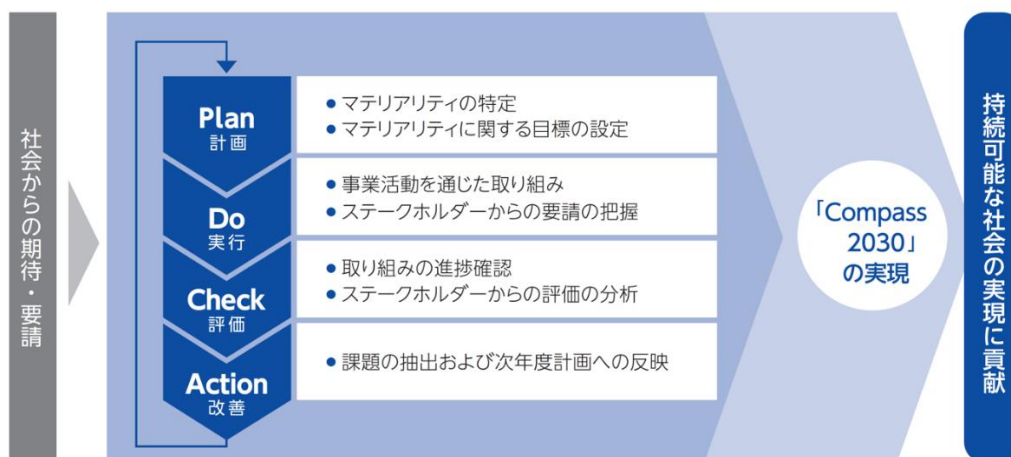 社会からの期待・要請
Plan
計画
● マテリアリティの特定
● マテリアリティに関する目標の設定
Do
実行
● 事業活動を通じた取り組み
● ステークホルダーからの要請の把握
Check
評価
● 取り組みの進捗確認
● ステークホルダーからの評価の分析
Action
改善
● 課題の抽出および次年度計画への反映
「Compass
2030」
の実現
持続可能な社会の実現に貢献